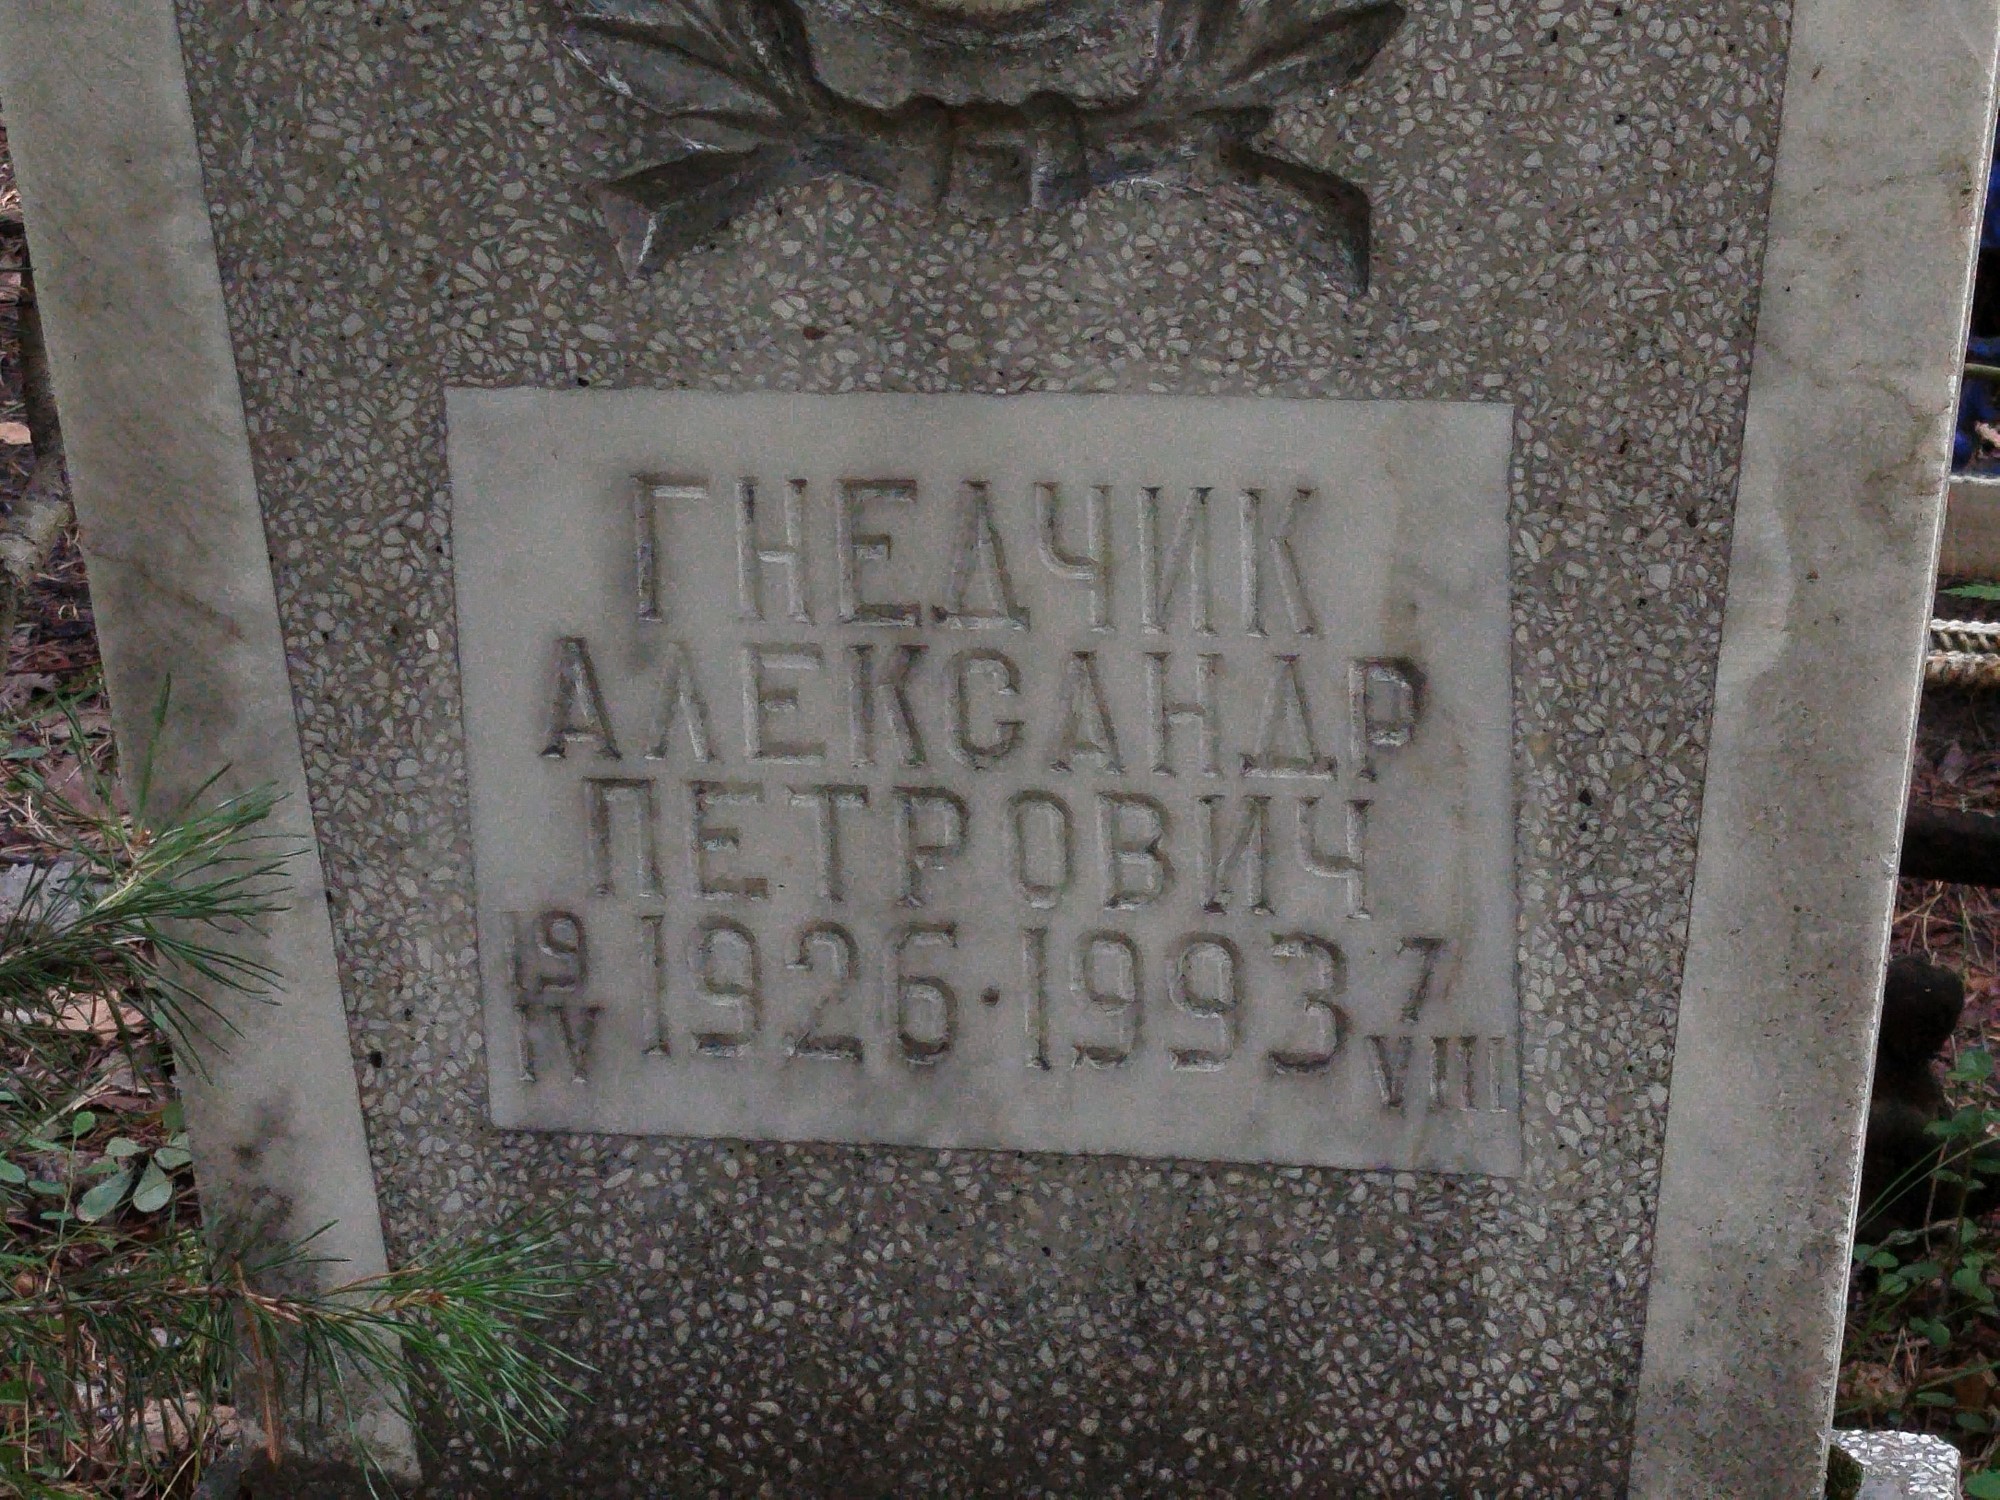 ГНЕДЧИК
АЛЕКСАНДР
ПЕТРОВИЧ
19 IV 1926 · 1993 7 VIII